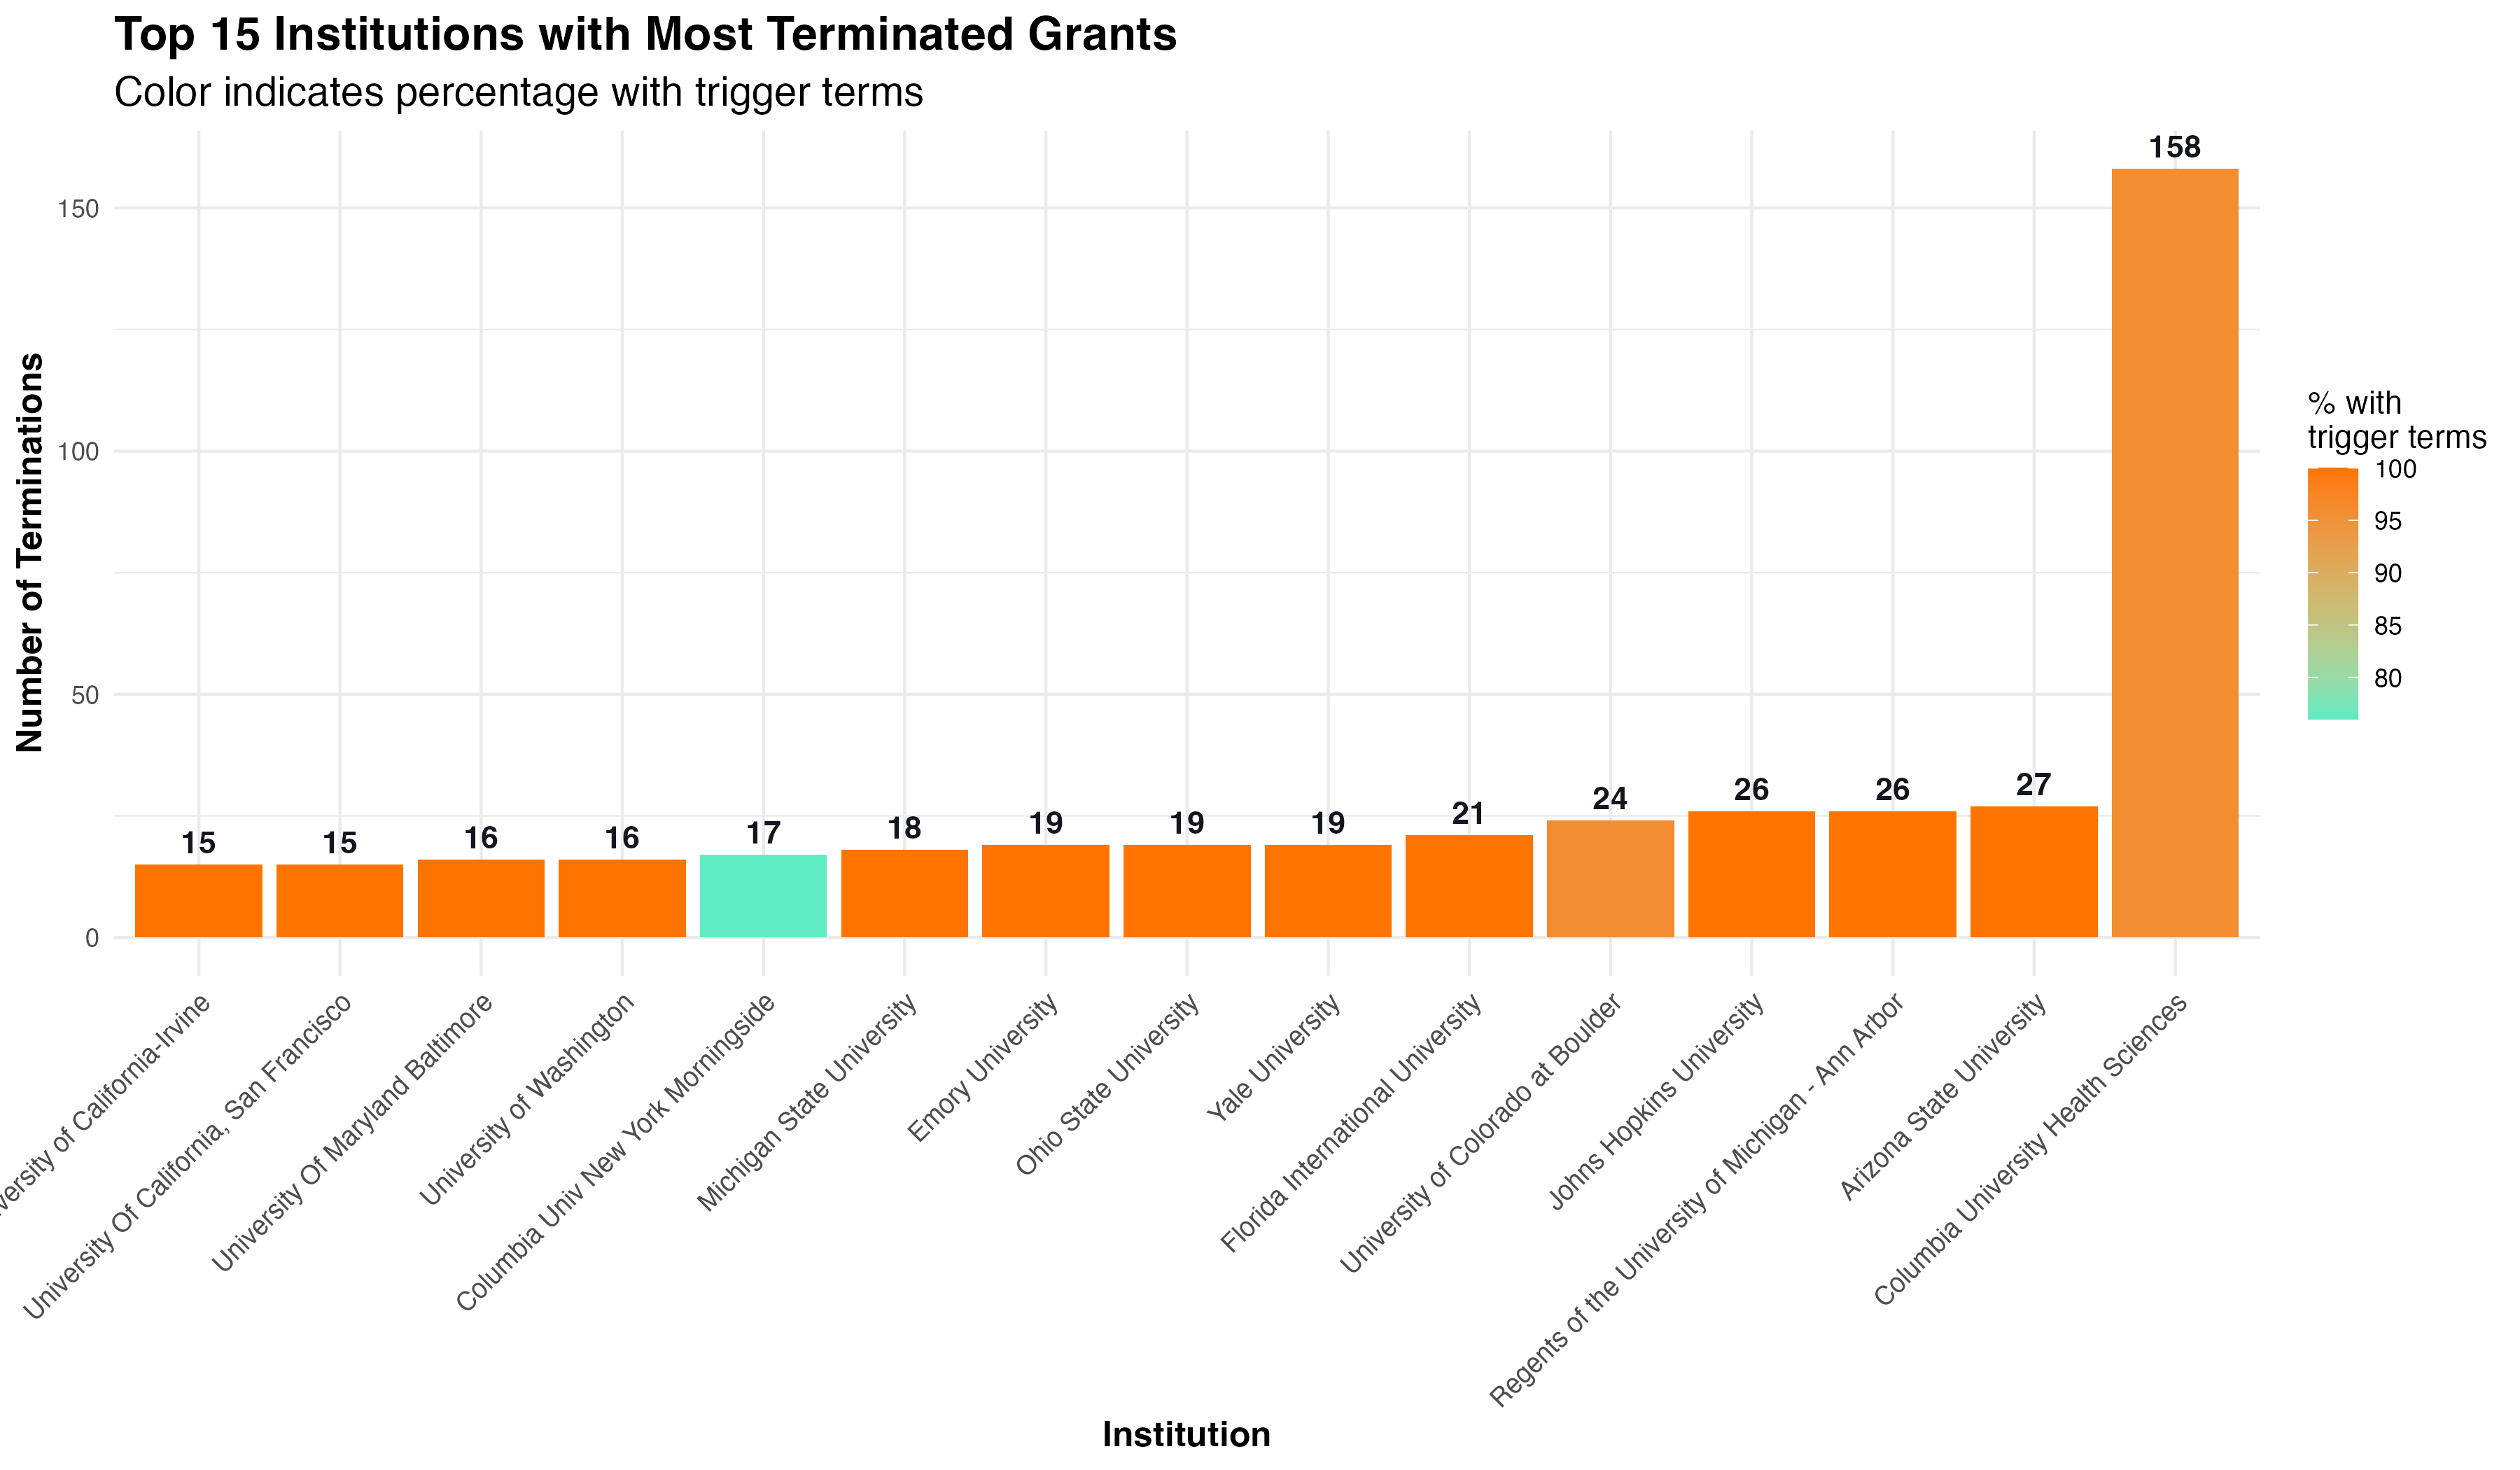 Top 15 Institutions with Most Terminated Grants
Color indicates percentage with trigger terms
Number of Terminations
150
100
50
0
15
15
16
16
17
18
19
19
19
21
24
26
26
27
158
% with
trigger terms
100
95
90
85
80
versity of California-Irvine
University Of California, San Francisco
University Of Maryland Baltimore
University of Washington
Columbia Univ New York Morningside
Michigan State University
Emory University
Ohio State University
Yale University
Florida International University
University of Colorado at Boulder
Johns Hopkins University
Regents of the University of Michigan - Ann Arbor
Arizona State University
Columbia University Health Sciences
Institution